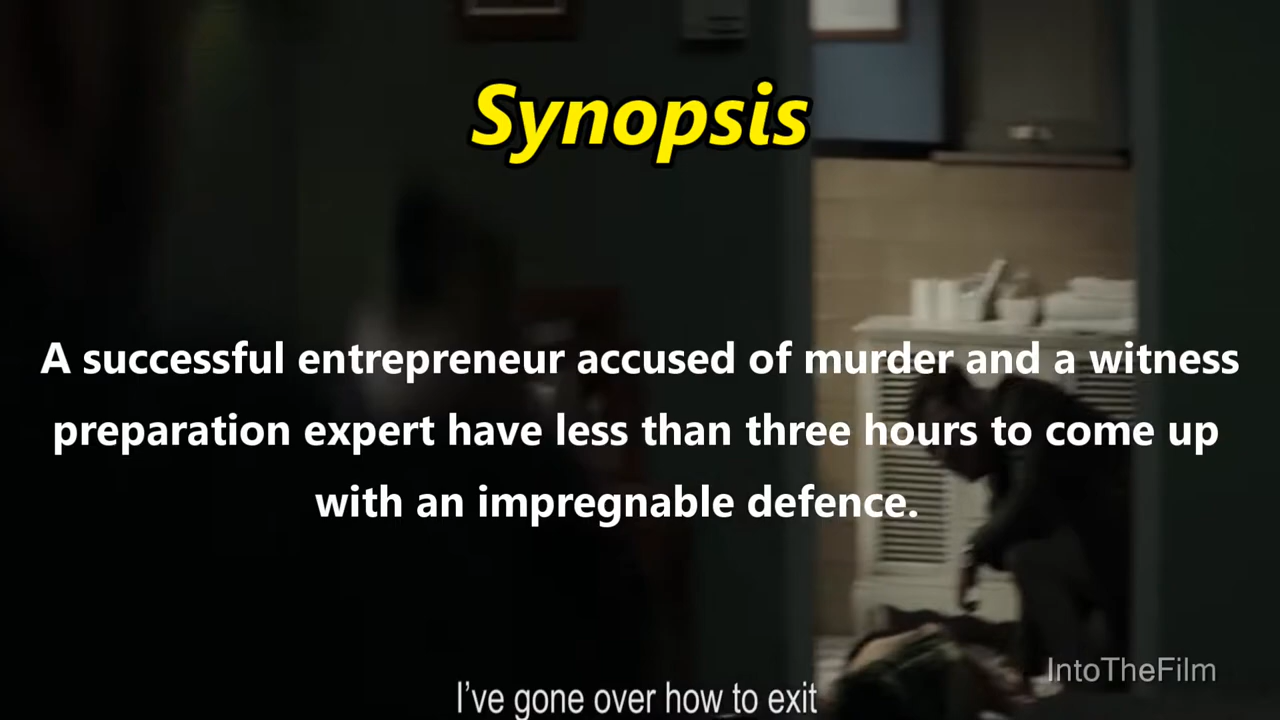 Synopsis
A successful entrepreneur accused of murder and a witness
preparation expert have less than three hours to come up
with an impregnable defence.
IntoTheFilm
I've gone over how to exit